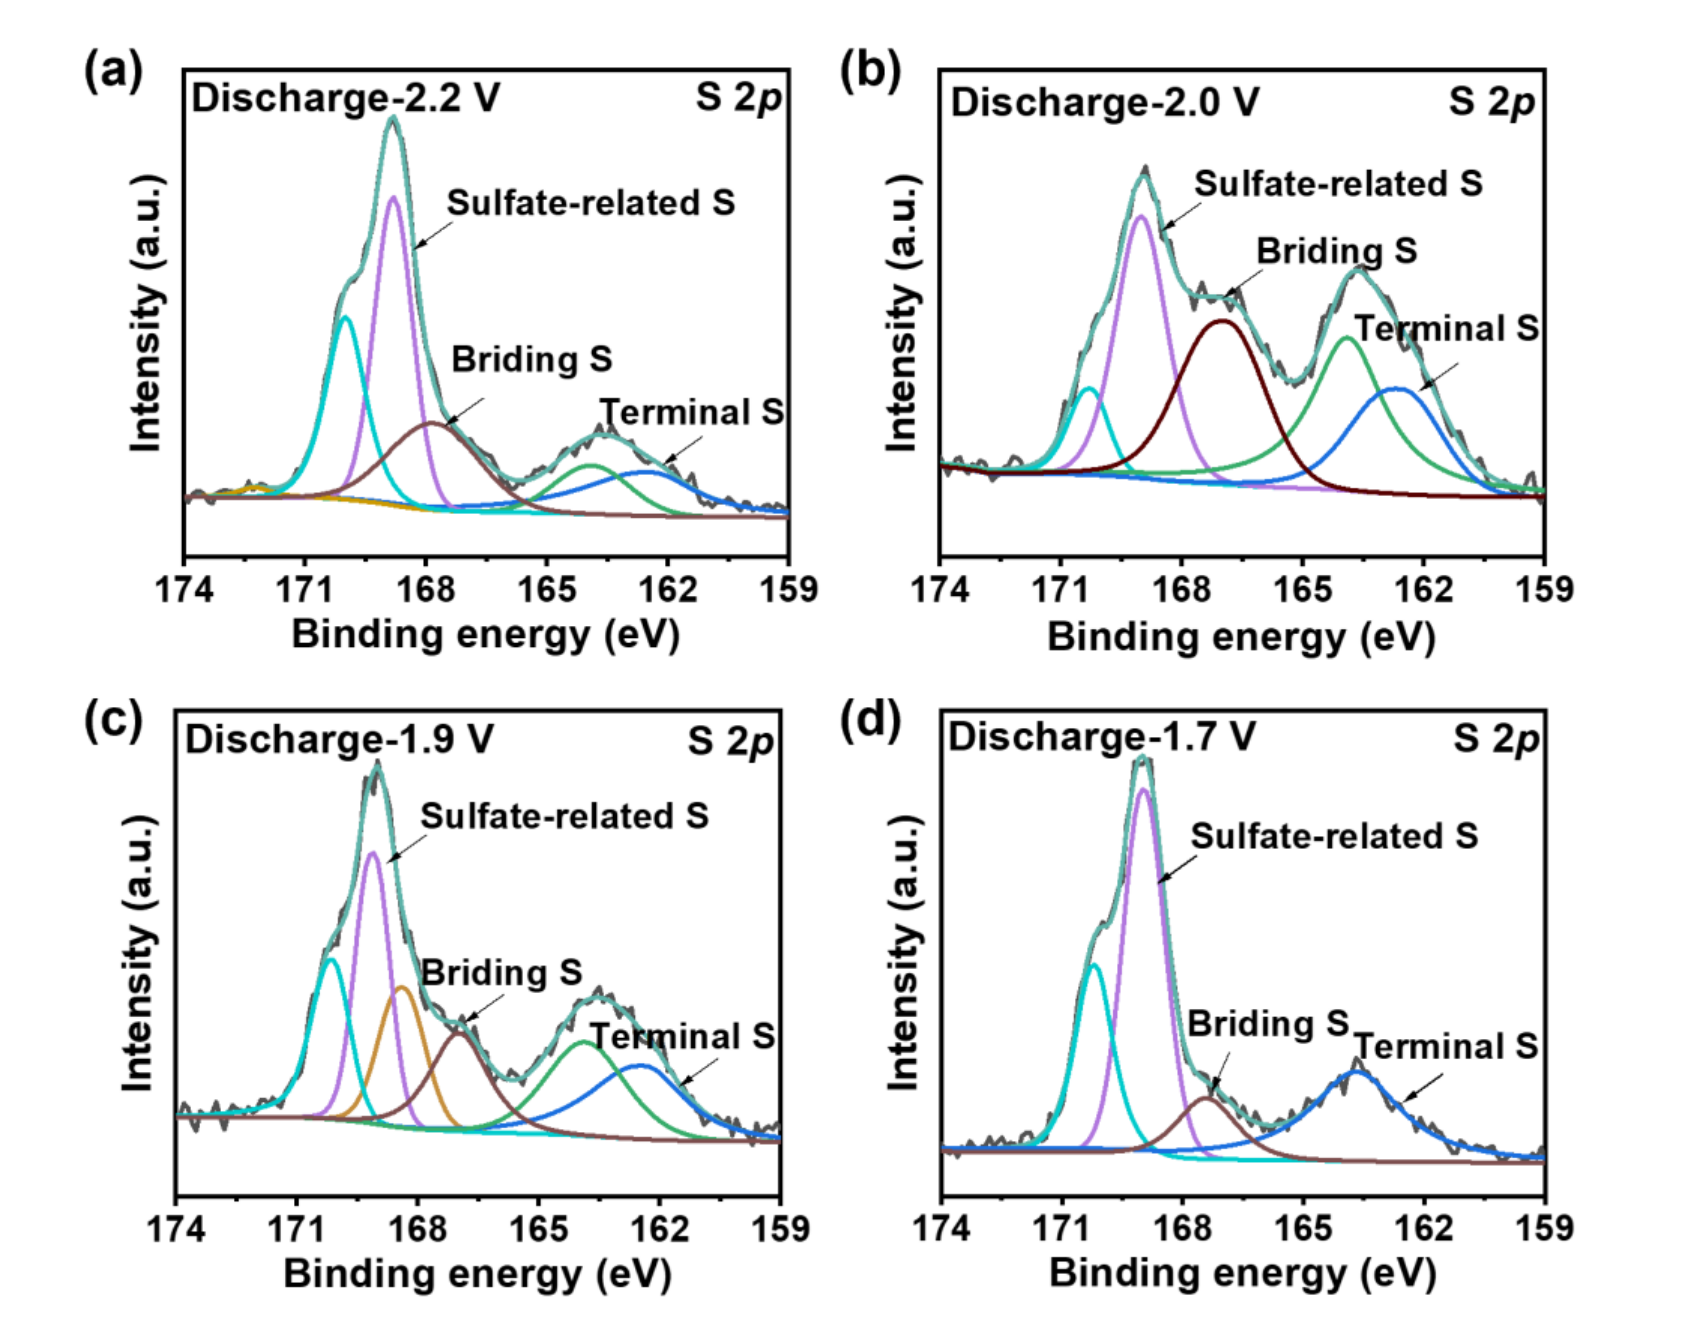 (a)
Discharge-2.2 V
S 2p
Sulfate-related S
Briding S
Terminal S
Intensity (a.u.)
174 171 168 165 162 159
Binding energy (eV)
(b)
Discharge-2.0 V
S 2p
Sulfate-related S
Briding S
Terminal S
Intensity (a.u.)
174 171 168 165 162 159
Binding energy (eV)
(c)
Discharge-1.9 V
S 2p
Sulfate-related S
Briding S
Terminal S
Intensity (a.u.)
174 171 168 165 162 159
Binding energy (eV)
(d)
Discharge-1.7 V
S 2p
Sulfate-related S
Briding S
Terminal S
Intensity (a.u.)
174 171 168 165 162 159
Binding energy (eV)